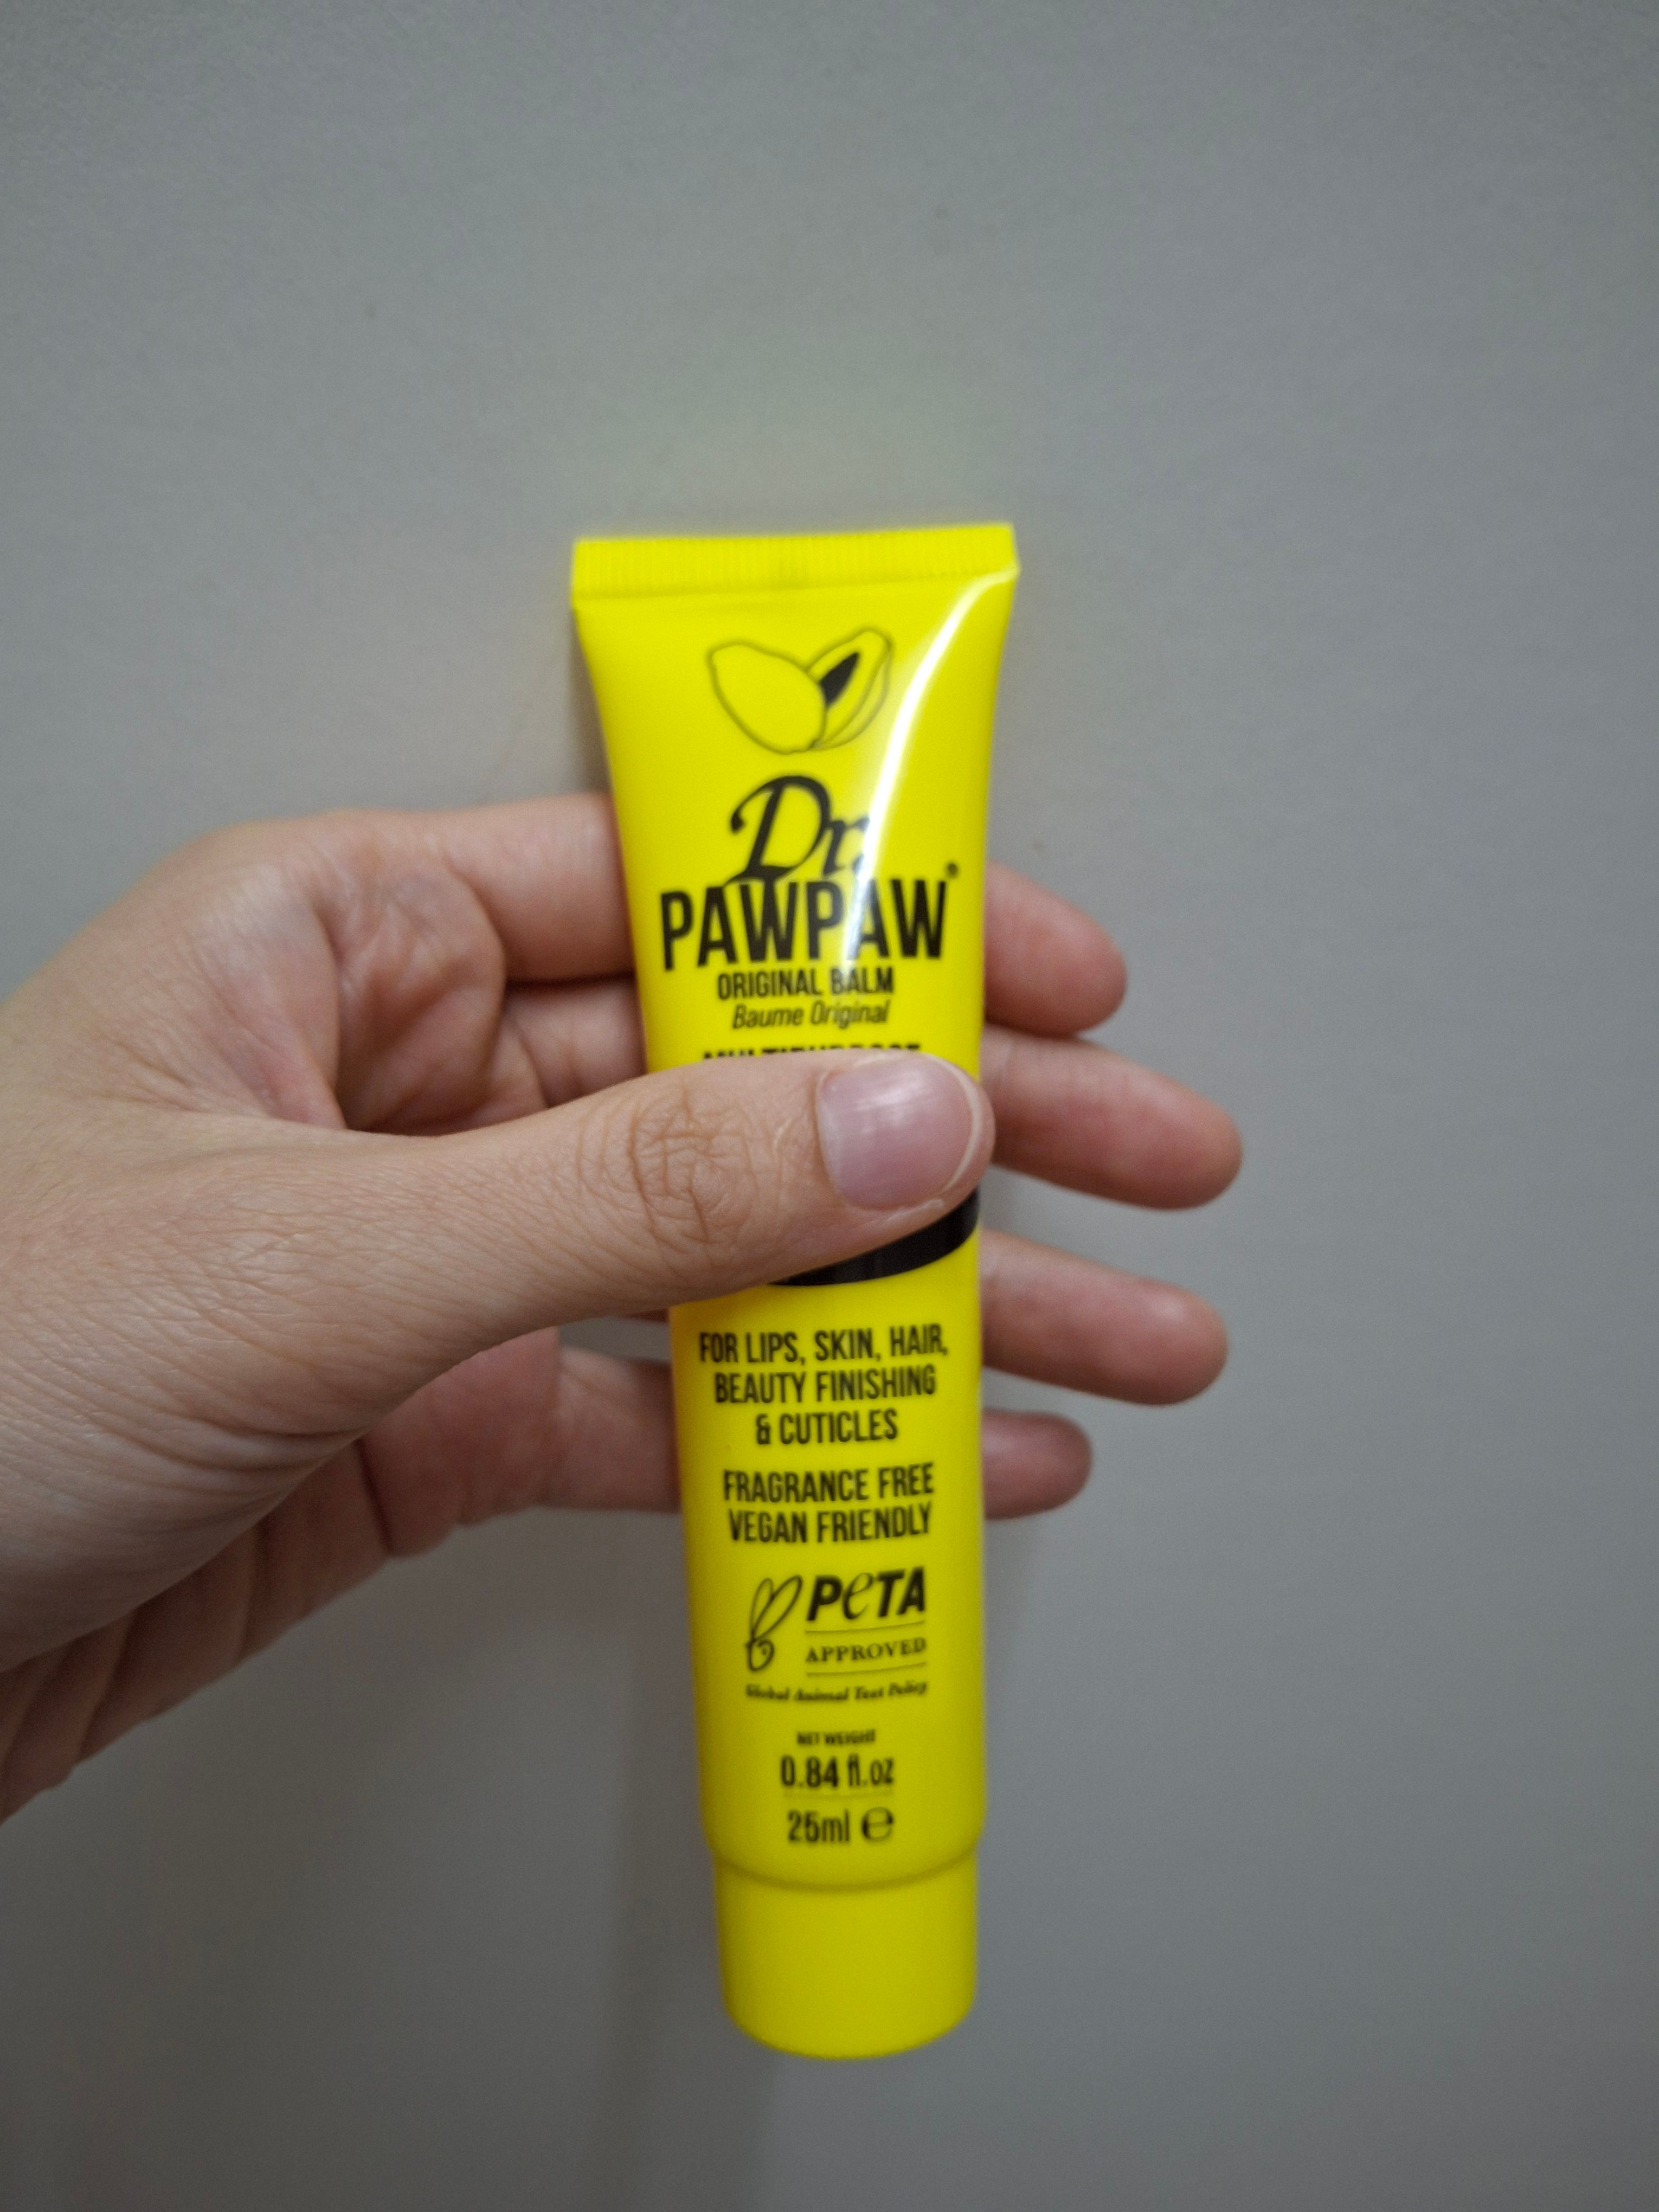 Dr.
PAWPAW®
ORIGINAL BALM
Baume Original
FOR LIPS, SKIN, HAIR,
BEAUTY FINISHING
& CUTICLES
FRAGRANCE FREE
VEGAN FRIENDLY
PeTA
APPROVED
Global Animal Test Policy
NET WEIGHT
0.84 fl.oz
25ml ℮